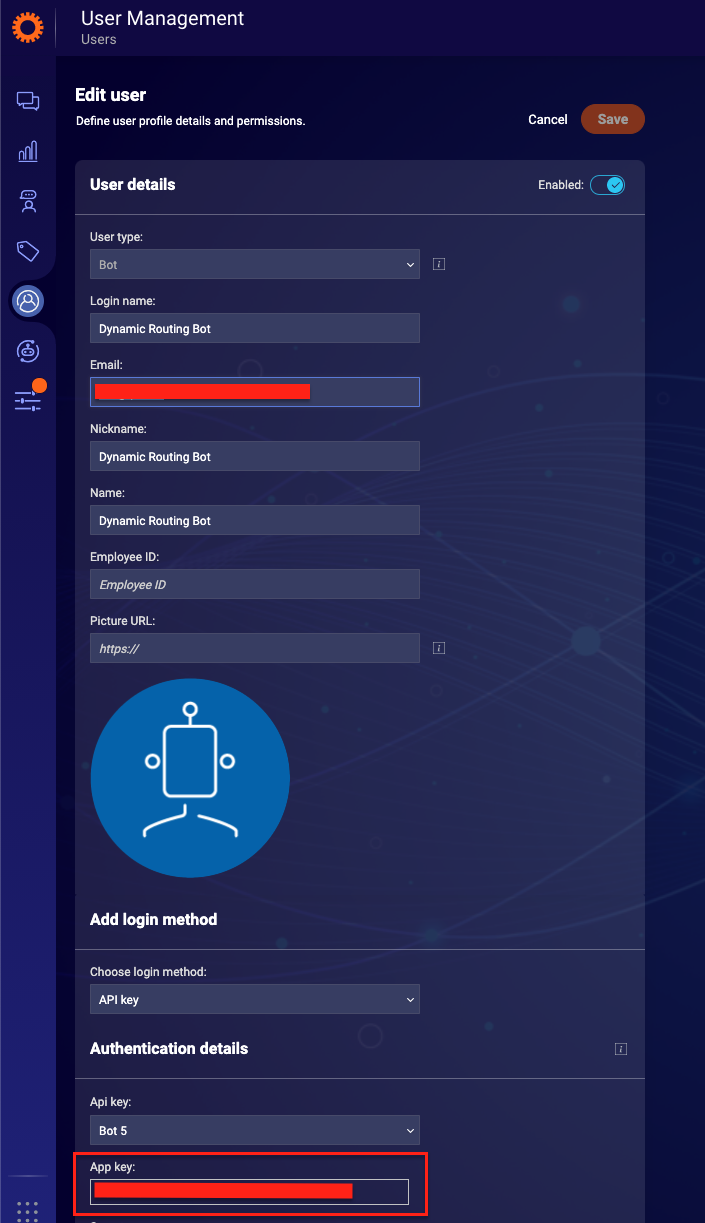 User Management
Users
Edit user
Define user profile details and permissions.
Cancel
Save
User details
Enabled:
User type:
Bot
Login name:
Dynamic Routing Bot
Email:
Nickname:
Dynamic Routing Bot
Name:
Dynamic Routing Bot
Employee ID:
Employee ID
Picture URL:
https://
Add login method
Choose login method:
API key
Authentication details
Api key:
Bot 5
App key: